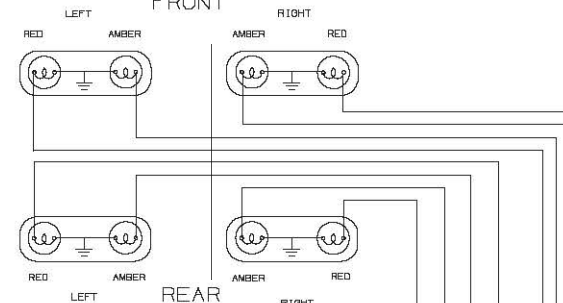 FRONT
LEFT RIGHT
RED AMBER AMBER RED
RED AMBER AMBER RED
LEFT REAR RIGHT